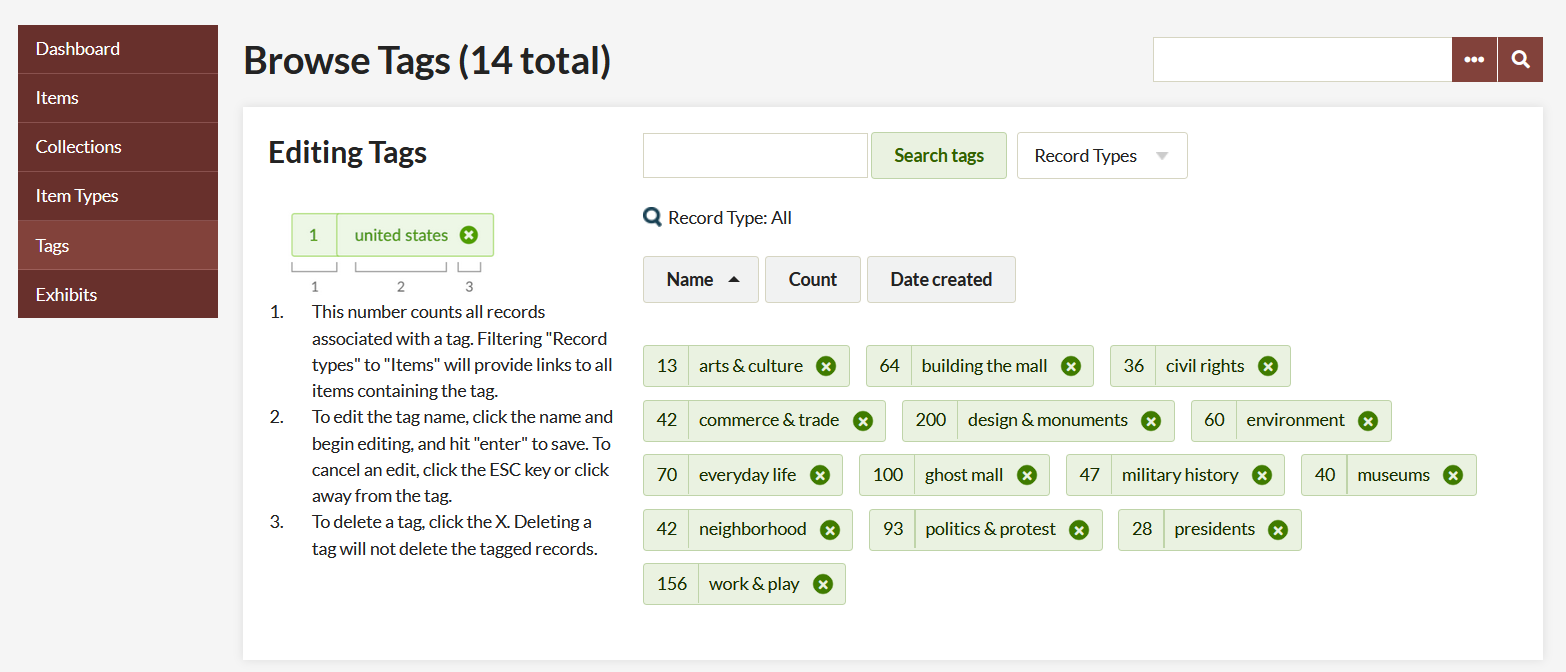 Dashboard
Items
Collections
Item Types
Tags
Exhibits
Browse Tags (14 total)
Editing Tags
1 united states
1 2 3
1. This number counts all records
associated with a tag. Filtering "Record
types" to "Items" will provide links to all
items containing the tag.
2. To edit the tag name, click the name and
begin editing, and hit "enter" to save. To
cancel an edit, click the ESC key or click
away from the tag.
3. To delete a tag, click the X. Deleting a
tag will not delete the tagged records.
Search tags Record Types
Record Type: All
Name Count Date created
13 arts & culture 64 building the mall 36 civil rights
42 commerce & trade 200 design & monuments 60 environment
70 everyday life 100 ghost mall 47 military history 40 museums
42 neighborhood 93 politics & protest 28 presidents
156 work & play